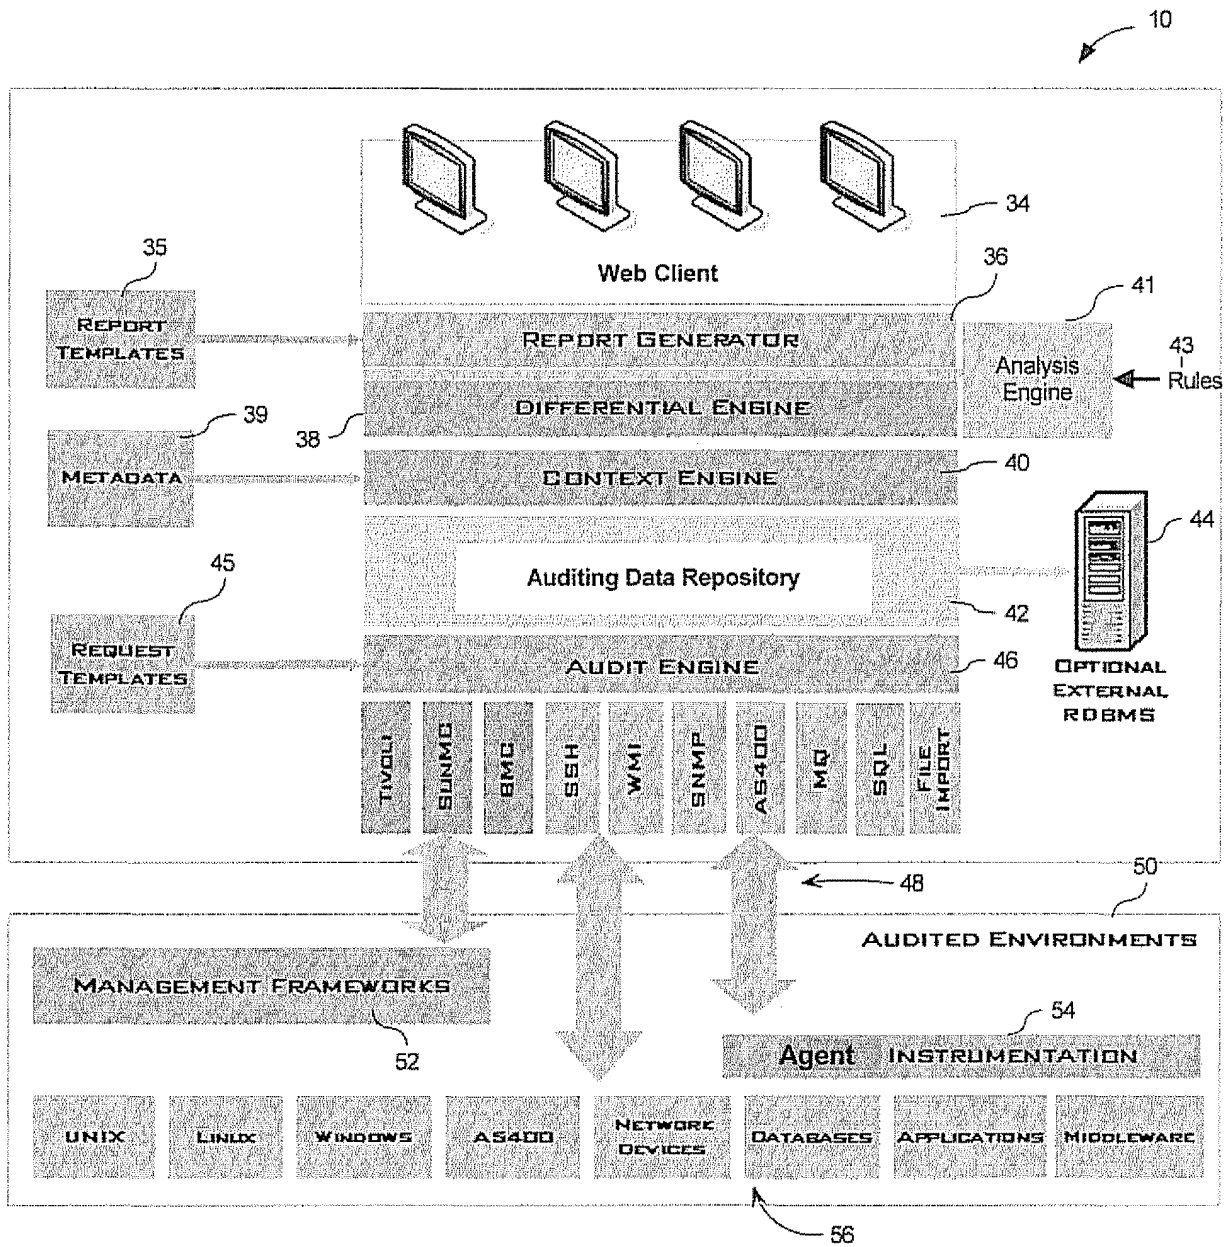 10
34
Web Client
35
REPORT
TEMPLATES
36
REPORT GENERATOR
41
Analysis
Engine
43
Rules
38
DIFFERENTIAL ENGINE
39
METADATA
CONTEXT ENGINE
40
44
Auditing Data Repository
42
45
REQUEST
TEMPLATES
AUDIT ENGINE
46
OPTIONAL
EXTERNAL
RDBMS
TIVOLI
SUNMC
BMC
SSH
WMI
SNMP
AS400
MQ
SQL
FILE
IMPORT
48
50
AUDITED ENVIRONMENTS
MANAGEMENT FRAMEWORKS
52
54
Agent INSTRUMENTATION
UNIX
LINUX
WINDOWS
AS400
NETWORK
DEVICES
DATABASES
APPLICATIONS
MIDDLEWARE
56